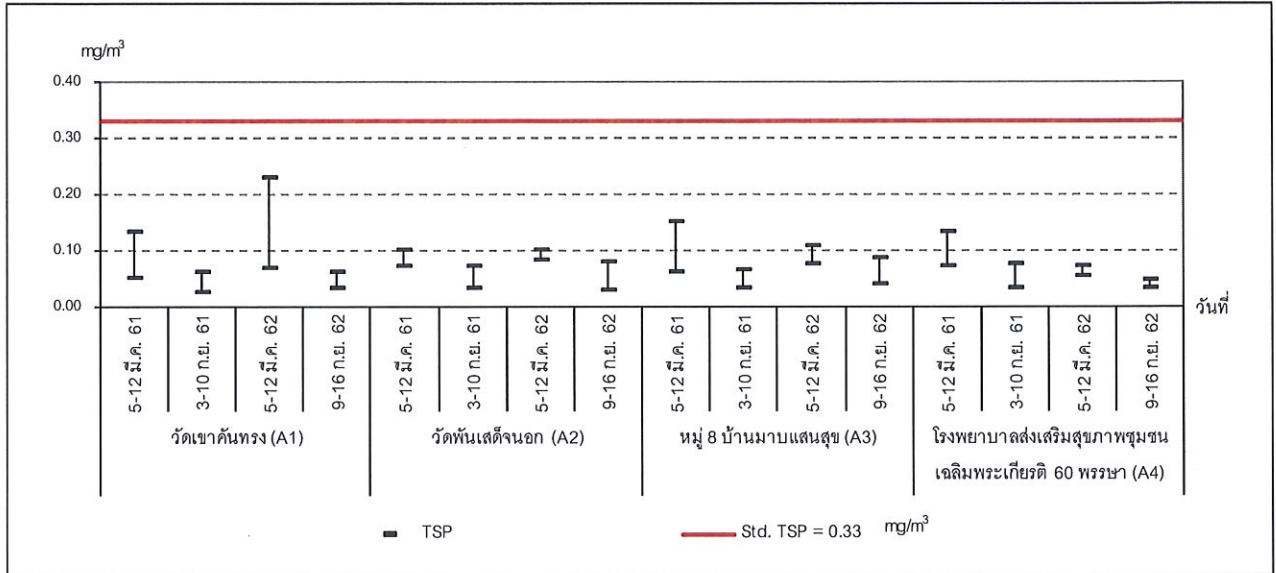 mg/m³
0.40
0.30
0.20
0.10
0.00
วันที่
5-12 มี.ค. 61
3-10 ก.ย. 61
5-12 มี.ค. 62
9-16 ก.ย. 62
5-12 มี.ค. 61
3-10 ก.ย. 61
5-12 มี.ค. 62
9-16 ก.ย. 62
5-12 มี.ค. 61
3-10 ก.ย. 61
5-12 มี.ค. 62
9-16 ก.ย. 62
5-12 มี.ค. 61
3-10 ก.ย. 61
5-12 มี.ค. 62
9-16 ก.ย. 62
วัดเขาคันทรง (A1)
วัดพันเสด็จนอก (A2)
หมู่ 8 บ้านมาบแสนสุข (A3)
โรงพยาบาลส่งเสริมสุขภาพชุมชน
เฉลิมพระเกียรติ 60 พรรษา (A4)
TSP
Std. TSP = 0.33 mg/m³